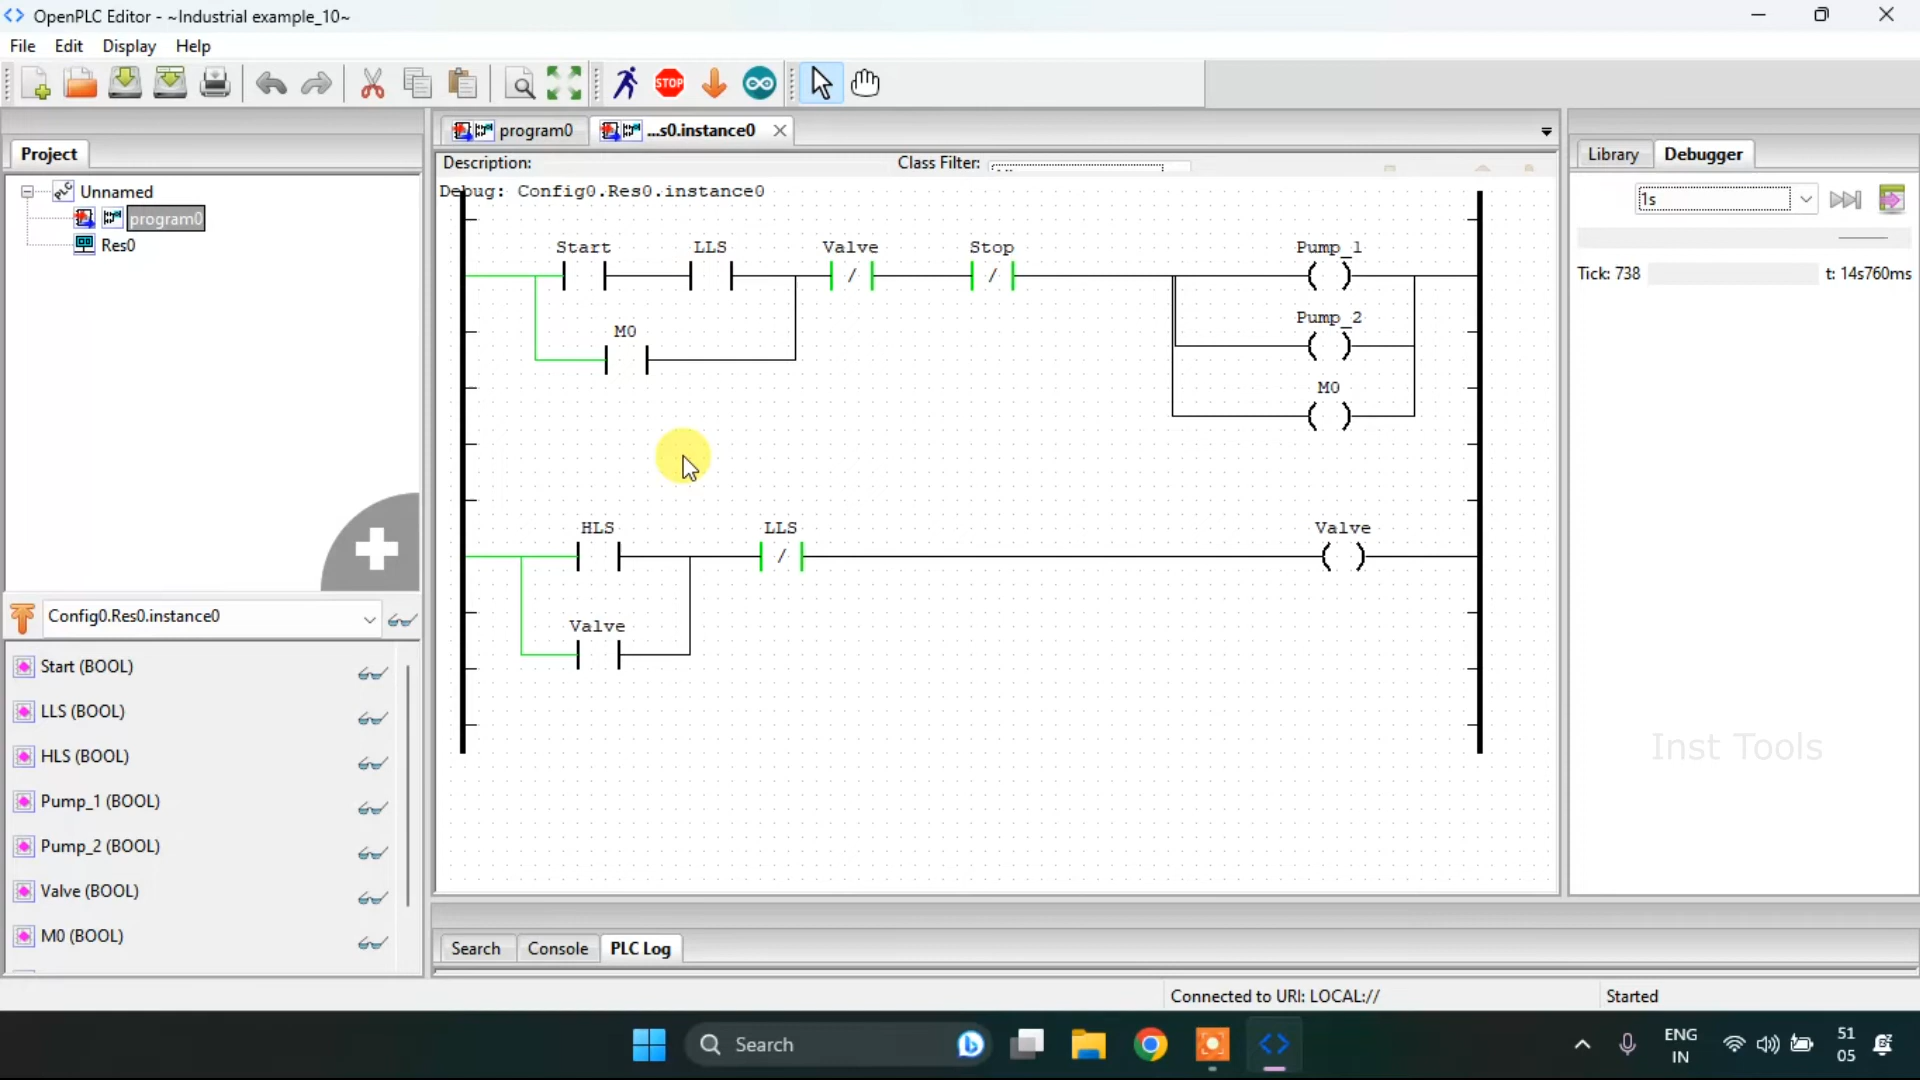 OpenPLC Editor - ~Industrial example_10~
File Edit Display Help
STOP
Project
Unnamed
program0
Res0
program0
...s0.instance0
Description:
Class Filter:
Debug: Config0.Res0.instance0
Start LLS Valve Stop Pump_1
M0 Pump_2
M0
HLS LLS Valve
Valve
Library Debugger
1s
Tick: 738 t: 14s760ms
Config0.Res0.instance0
Start (BOOL)
LLS (BOOL)
HLS (BOOL)
Pump_1 (BOOL)
Pump_2 (BOOL)
Valve (BOOL)
M0 (BOOL)
Inst Tools
Search Console PLC Log
Connected to URI: LOCAL:// Started
Search
ENG
IN
51
05